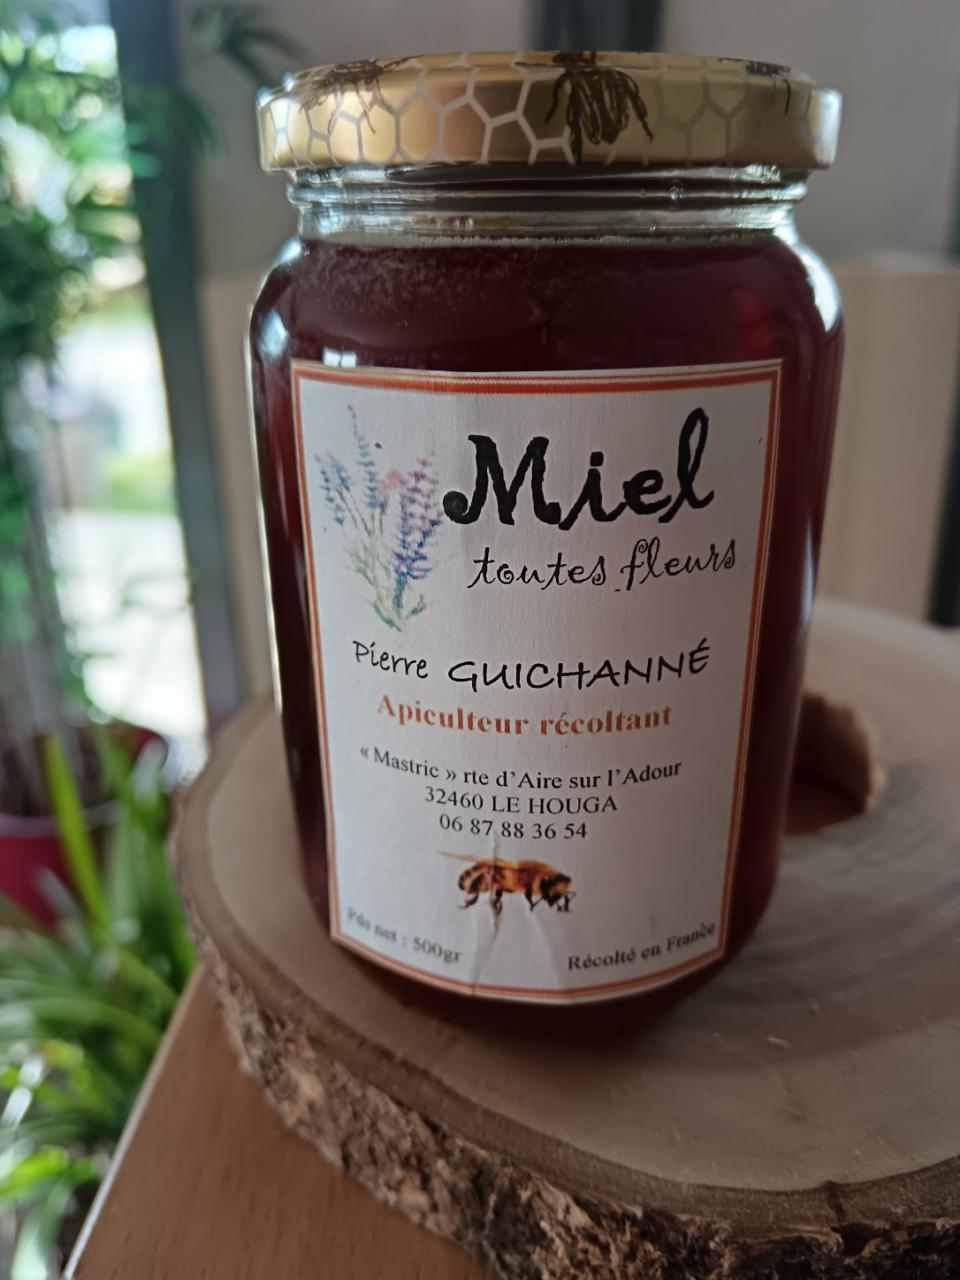 Miel
toutes fleurs
Pierre GUICHANNÉ
Apiculteur récoltant
« Mastric » rte d'Aire sur l'Adour
32460 LE HOUGA
06 87 88 36 54
Pds net : 500gr
Récolté en France